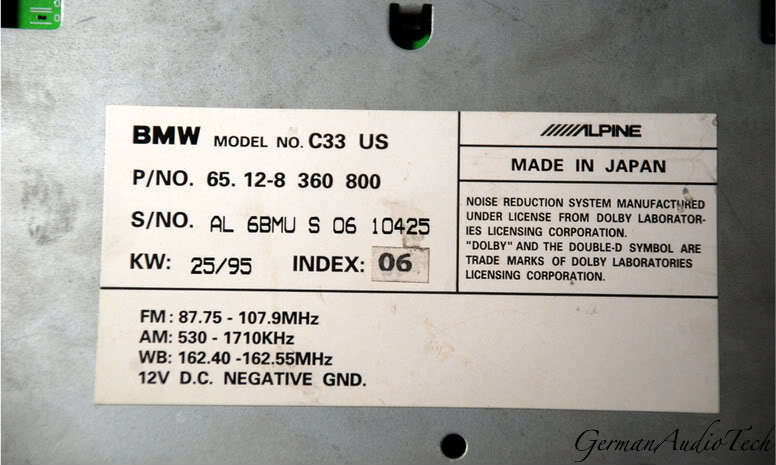 BMW MODEL NO. C33 US
P/NO. 65. 12-8 360 800
S/NO. AL 6BMU S 06 10425
KW: 25/95 INDEX: 06
/////ALPINE
MADE IN JAPAN
NOISE REDUCTION SYSTEM MANUFACTURED
UNDER LICENSE FROM DOLBY LABORATOR-
IES LICENSING CORPORATION.
"DOLBY" AND THE DOUBLE-D SYMBOL ARE
TRADE MARKS OF DOLBY LABORATORIES
LICENSING CORPORATION.
FM: 87.75 - 107.9MHz
AM: 530 - 1710KHz
WB: 162.40 -162.55MHz
12V D.C. NEGATIVE GND.
GermanAudioTech